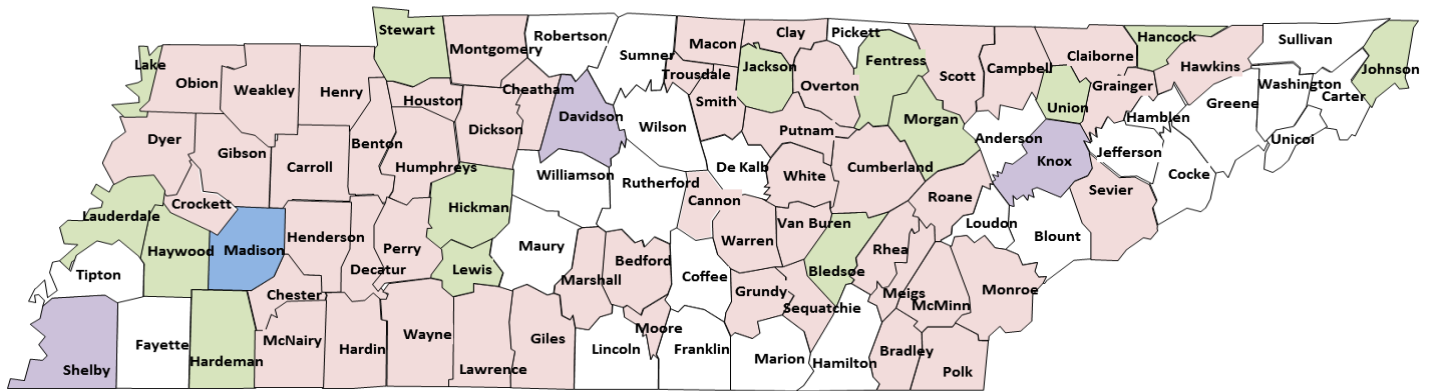 Stewart
Montgomery
Robertson
Sumner
Macon
Clay
Pickett
Fentress
Scott
Campbell
Claiborne
Hancock
Hawkins
Sullivan
Johnson
Lake
Obion
Weakley
Henry
Houston
Cheatham
Trousdale
Jackson
Overton
Union
Grainger
Washington
Carter
Greene
Dyer
Gibson
Carroll
Benton
Humphreys
Dickson
Davidson
Wilson
Smith
Putnam
Morgan
Anderson
Knox
Jefferson
Hamblen
Unicoi
Cocke
Sevier
Lauderdale
Crockett
Haywood
Madison
Henderson
Decatur
Perry
Hickman
Williamson
Rutherford
Cannon
De Kalb
White
Cumberland
Roane
Loudon
Blount
Tipton
Chester
Lewis
Maury
Marshall
Bedford
Coffee
Warren
Van Buren
Bledsoe
Rhea
Meigs
McMinn
Monroe
Grundy
Sequatchie
Shelby
Fayette
Hardeman
McNairy
Hardin
Wayne
Lawrence
Giles
Lincoln
Moore
Franklin
Marion
Hamilton
Bradley
Polk